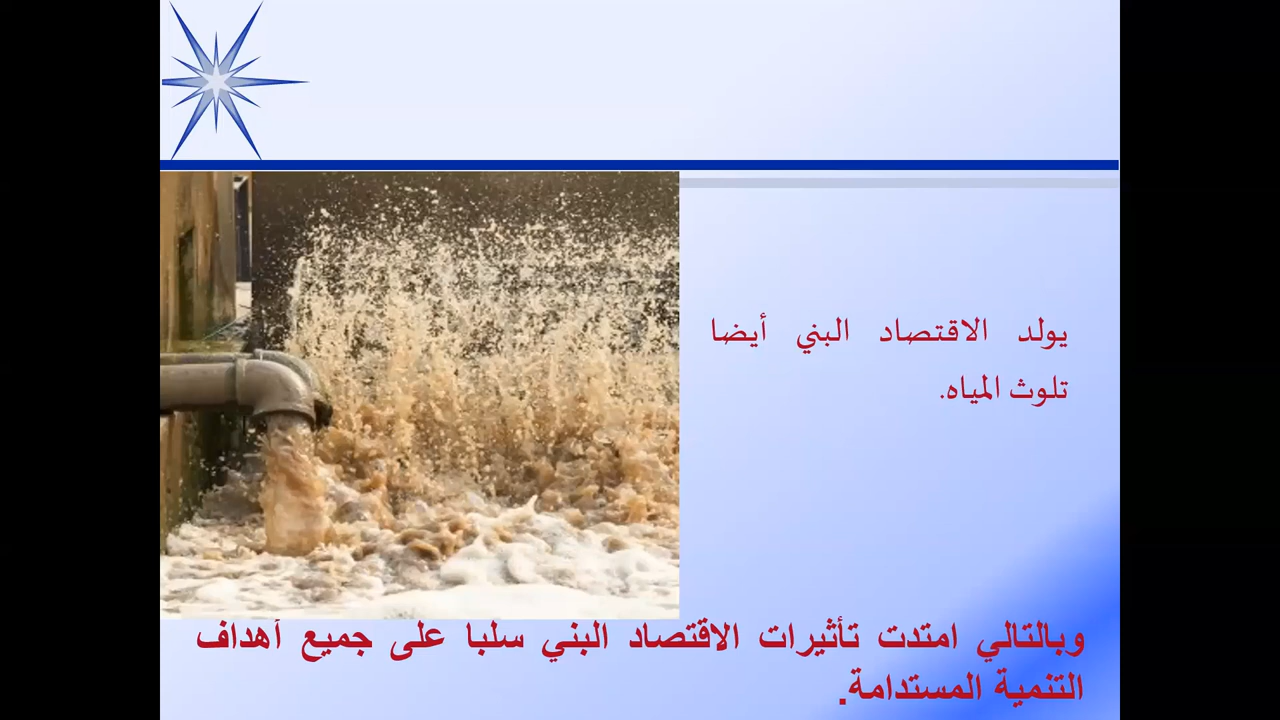 يولد الاقتصاد البني أيضا
تلوث المياه.
وبالتالي امتدت تأثيرات الاقتصاد البني سلبا على جميع أهداف
التنمية المستدامة.